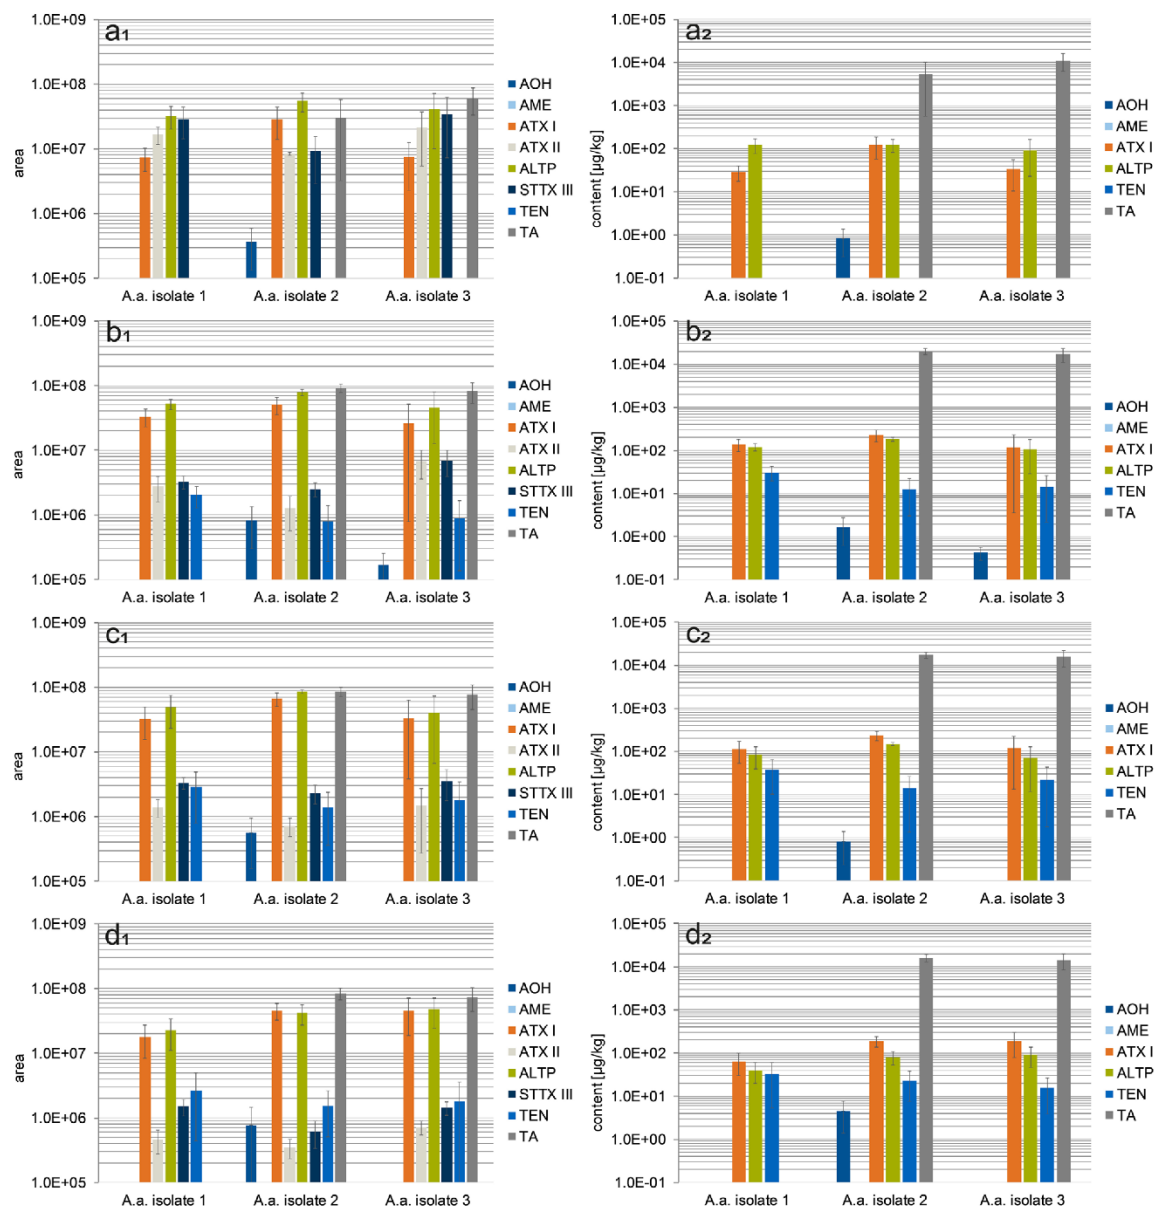 a₁
1.0E+09
1.0E+08
1.0E+07
1.0E+06
1.0E+05
area
A.a. isolate 1 A.a. isolate 2 A.a. isolate 3
AOH
AME
ATX I
ATX II
ALTP
STTX III
TEN
TA
a₂
1.0E+05
1.0E+04
1.0E+03
1.0E+02
1.0E+01
1.0E+00
1.0E-01
content [µg/kg]
A.a. isolate 1 A.a. isolate 2 A.a. isolate 3
AOH
AME
ATX I
ALTP
TEN
TA
b₁
1.0E+09
1.0E+08
1.0E+07
1.0E+06
1.0E+05
area
A.a. isolate 1 A.a. isolate 2 A.a. isolate 3
AOH
AME
ATX I
ATX II
ALTP
STTX III
TEN
TA
b₂
1.0E+05
1.0E+04
1.0E+03
1.0E+02
1.0E+01
1.0E+00
1.0E-01
content [µg/kg]
A.a. isolate 1 A.a. isolate 2 A.a. isolate 3
AOH
AME
ATX I
ALTP
TEN
TA
c₁
1.0E+09
1.0E+08
1.0E+07
1.0E+06
1.0E+05
area
A.a. isolate 1 A.a. isolate 2 A.a. isolate 3
AOH
AME
ATX I
ATX II
ALTP
STTX III
TEN
TA
c₂
1.0E+05
1.0E+04
1.0E+03
1.0E+02
1.0E+01
1.0E+00
1.0E-01
content [µg/kg]
A.a. isolate 1 A.a. isolate 2 A.a. isolate 3
AOH
AME
ATX I
ALTP
TEN
TA
d₁
1.0E+09
1.0E+08
1.0E+07
1.0E+06
1.0E+05
area
A.a. isolate 1 A.a. isolate 2 A.a. isolate 3
AOH
AME
ATX I
ATX II
ALTP
STTX III
TEN
TA
d₂
1.0E+05
1.0E+04
1.0E+03
1.0E+02
1.0E+01
1.0E+00
1.0E-01
content [µg/kg]
A.a. isolate 1 A.a. isolate 2 A.a. isolate 3
AOH
AME
ATX I
ALTP
TEN
TA